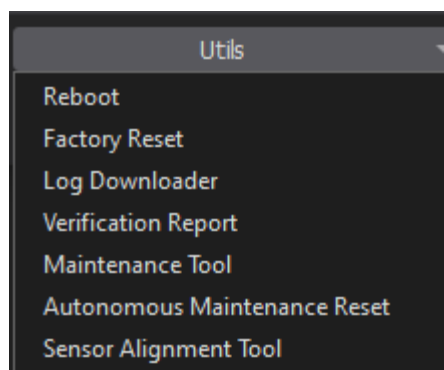 Utils
Reboot
Factory Reset
Log Downloader
Verification Report
Maintenance Tool
Autonomous Maintenance Reset
Sensor Alignment Tool